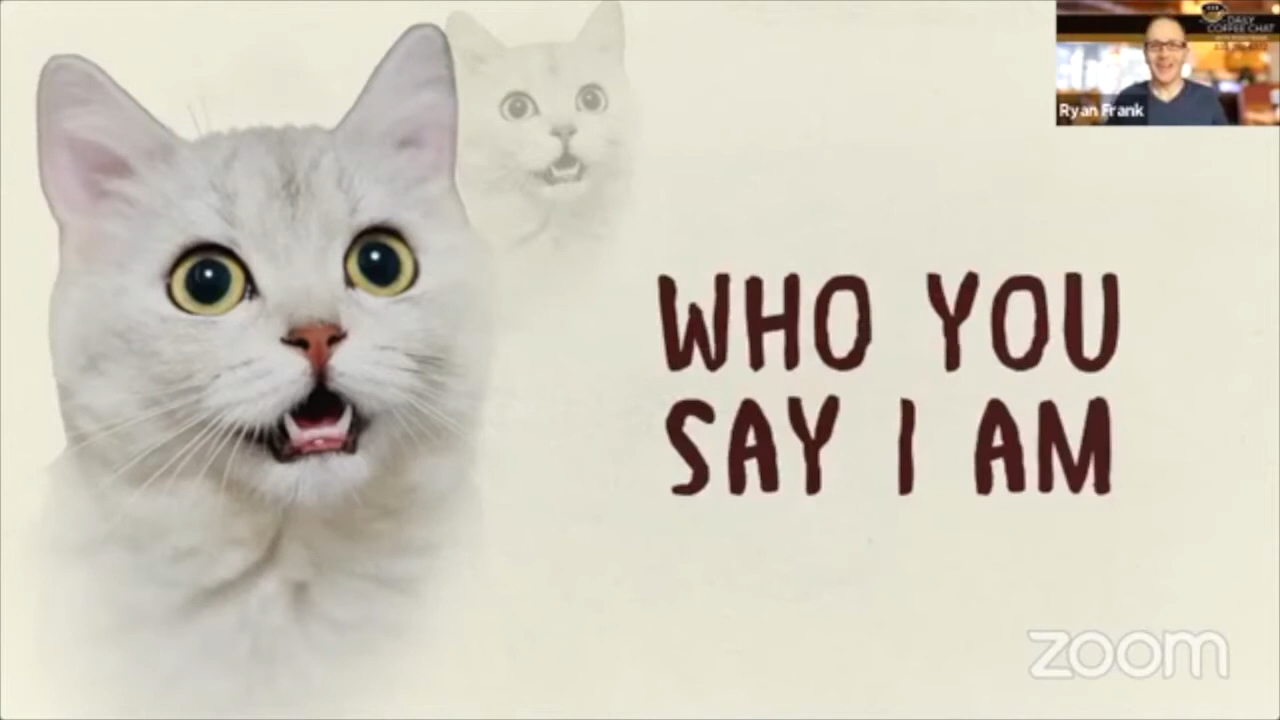 DAILY
COFFEE CHAT
Ryan Frank
WHO YOU
SAY I AM
zoom